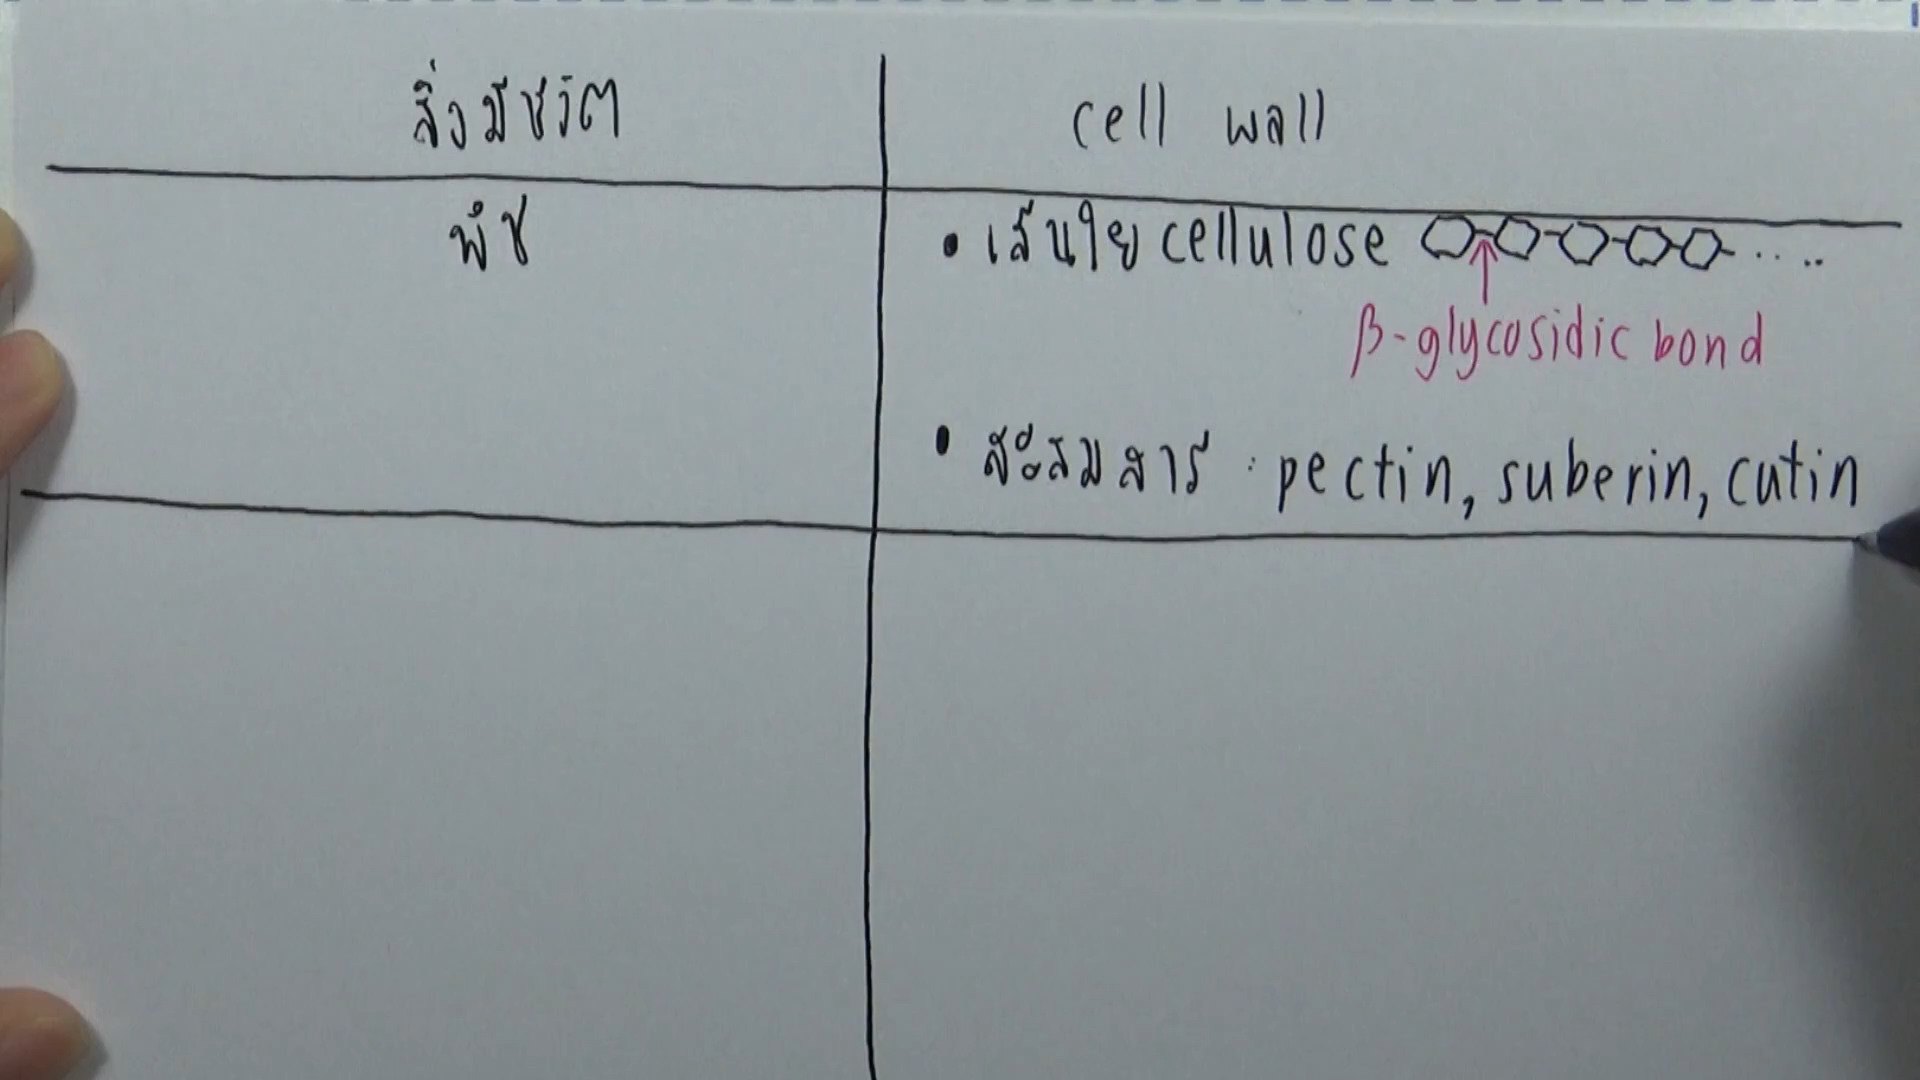 สิ่งมีชีวิต
cell wall
พืช
• เส้นใย cellulose
β-glycosidic bond
• สะสมสาร : pectin, suberin, cutin